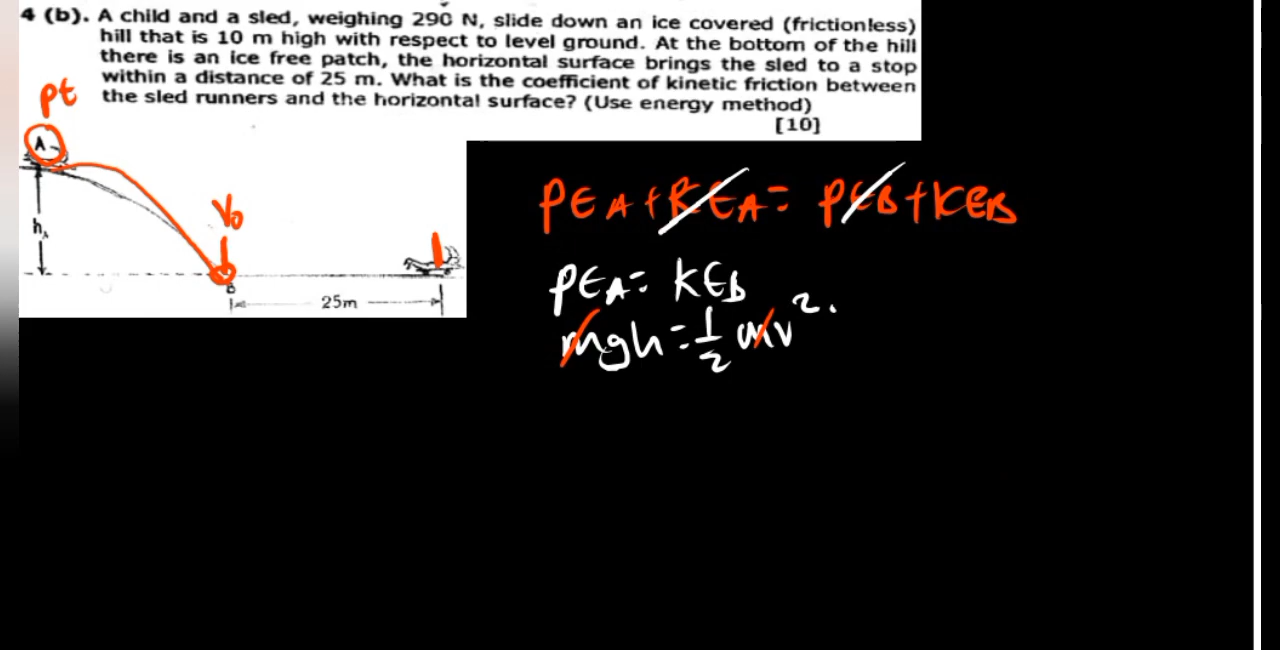 4 (b). A child and a sled, weighing 290 N, slide down an ice covered (frictionless)
hill that is 10 m high with respect to level ground. At the bottom of the hill
there is an ice free patch, the horizontal surface brings the sled to a stop
within a distance of 25 m. What is the coefficient of kinetic friction between
the sled runners and the horizontal surface? (Use energy method)
[10]
pt
A
PEA + KEA = PEB + KEB
V₀
h
PEA = KEB
B
25m
mgh = 1/2 mv².